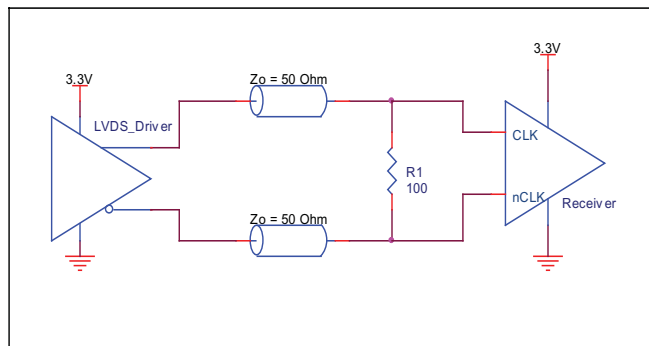 3.3V
LVDS_Driver
Zo = 50 Ohm
Zo = 50 Ohm
R1
100
3.3V
CLK
nCLK
Receiver